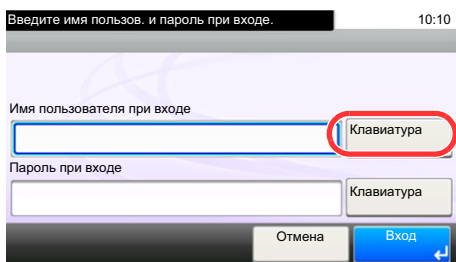 Введите имя пользов. и пароль при входе. 10:10
Имя пользователя при входе
Клавиатура
Пароль при входе
Клавиатура
Отмена Вход